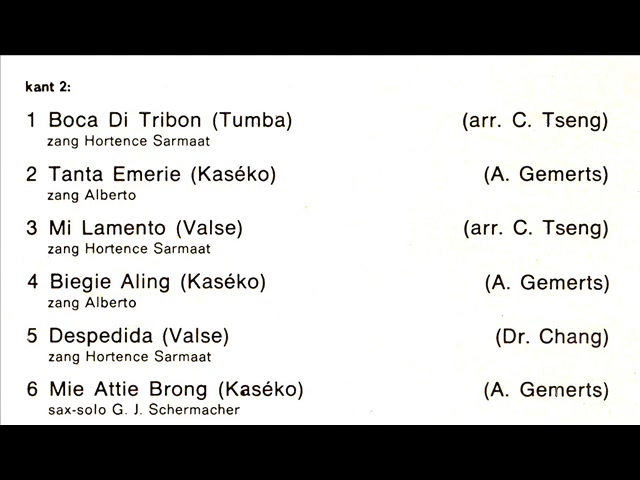 kant 2:
1 Boca Di Tribon (Tumba) (arr. C. Tseng)
zang Hortence Sarmaat
2 Tanta Emerie (Kaséko) (A. Gemerts)
zang Alberto
3 Mi Lamento (Valse) (arr. C. Tseng)
zang Hortence Sarmaat
4 Biegie Aling (Kaséko) (A. Gemerts)
zang Alberto
5 Despedida (Valse) (Dr. Chang)
zang Hortence Sarmaat
6 Mie Attie Brong (Kaséko) (A. Gemerts)
sax-solo G. J. Schermacher